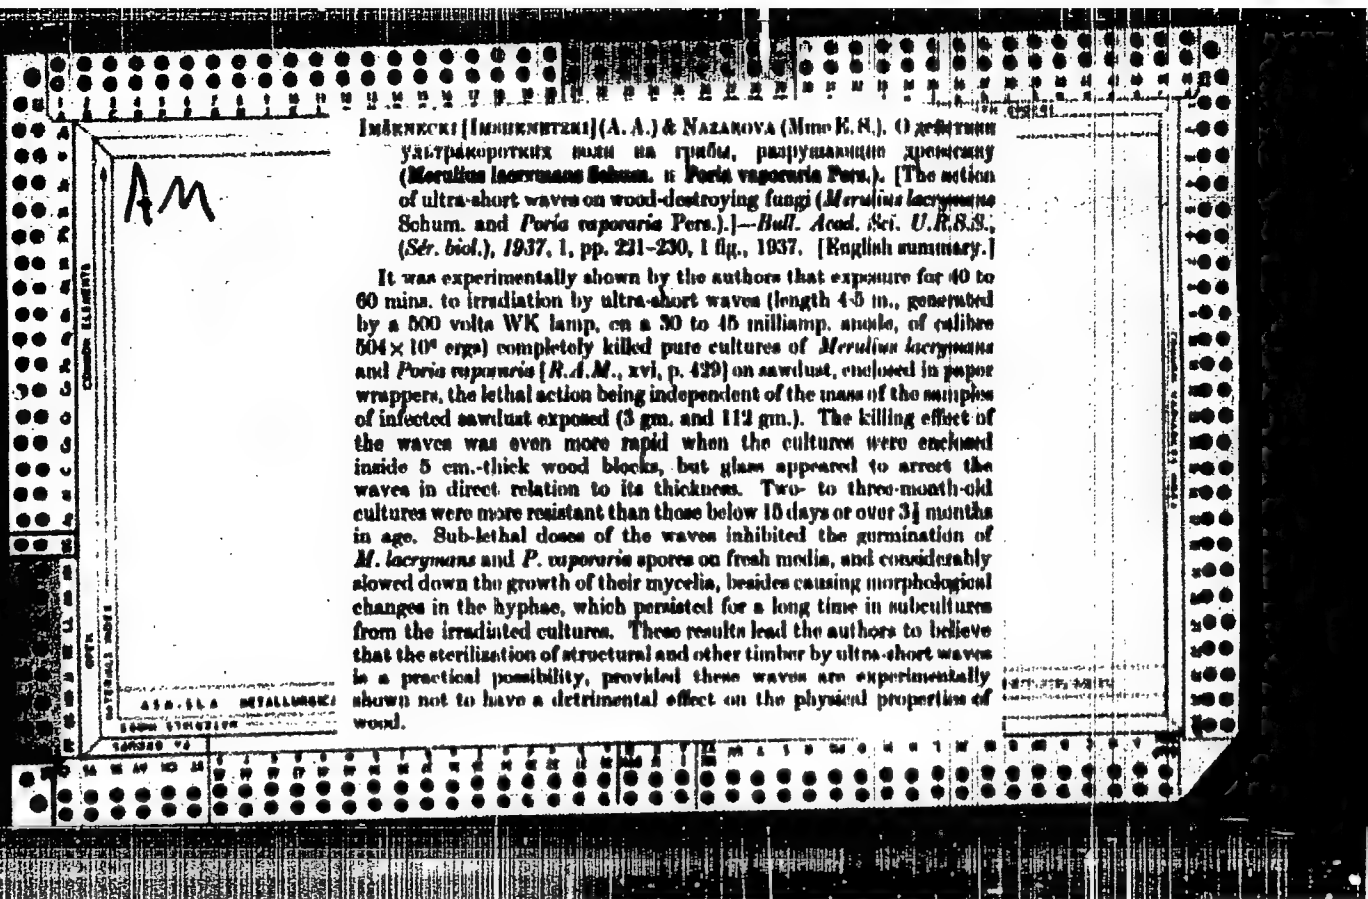 AM
IMŠENECKI [IMSHENETZKI] (A. A.) & NAZAROVA (Mme E. N.). О действии
ультракоротких волн на грибы, разрушающие древесину
(Merulius lacrymans Schum. и Poria vaporaria Pers.). [The action
of ultra-short waves on wood-destroying fungi (Merulius lacrymans
Schum. and Poria vaporaria Pers.).]—Bull. Acad. Sci. U.R.S.S.,
(Sér. biol.), 1937, 1, pp. 221-230, 1 fig., 1937. [English summary.]
It was experimentally shown by the authors that exposure for 40 to
60 mins. to irradiation by ultra-short waves (length 4·5 m., generated
by a 500 volts WK lamp, on a 30 to 45 milliamp. anode, of calibre
504 × 10⁶ ergs) completely killed pure cultures of Merulius lacrymans
and Poria vaporaria [R.A.M., xvi, p. 429] on sawdust, enclosed in paper
wrappers, the lethal action being independent of the mass of the samples
of infected sawdust exposed (3 gm. and 112 gm.). The killing effect of
the waves was even more rapid when the cultures were enclosed
inside 5 cm.-thick wood blocks, but glass appeared to arrest the
waves in direct relation to its thickness. Two- to three-month-old
cultures were more resistant than those below 15 days or over 3½ months
in age. Sub-lethal doses of the waves inhibited the germination of
M. lacrymans and P. vaporaria spores on fresh media, and considerably
slowed down the growth of their mycelia, besides causing morphological
changes in the hyphae, which persisted for a long time in subcultures
from the irradiated cultures. These results lead the authors to believe
that the sterilization of structural and other timber by ultra-short waves
is a practical possibility, provided these waves are experimentally
shown not to have a detrimental effect on the physical properties of
wood.
COMMON ELEMENTS
OPEN
MATERIALS INDEX